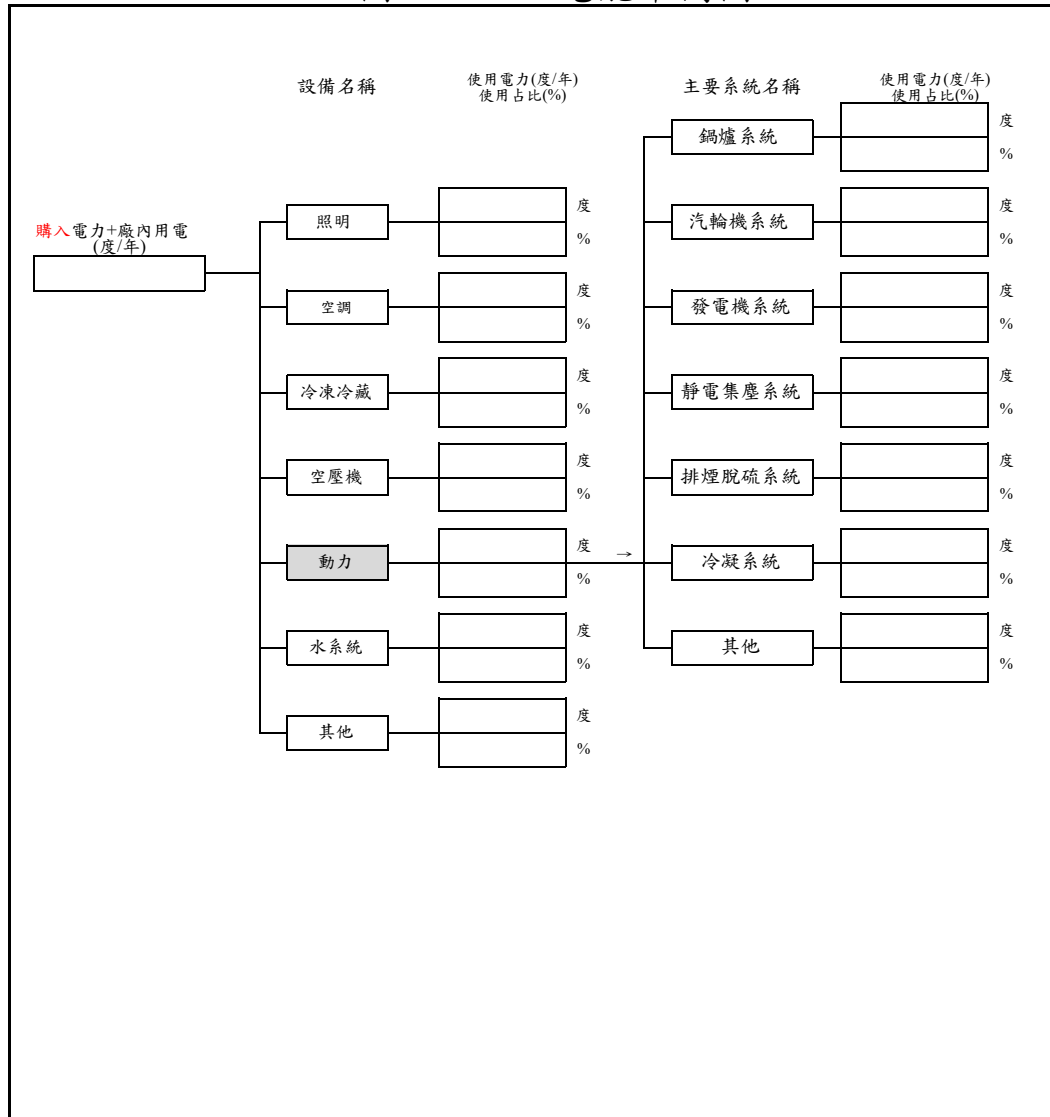 設備名稱
使用電力(度/年)
使用占比(%)
主要系統名稱
使用電力(度/年)
使用占比(%)
鍋爐系統
度
%
購入電力+廠內用電
(度/年)
照明
度
%
汽輪機系統
度
%
空調
度
%
發電機系統
度
%
冷凍冷藏
度
%
靜電集塵系統
度
%
空壓機
度
%
排煙脫硫系統
度
%
動力
度
%
→
冷凝系統
度
%
水系統
度
%
其他
度
%
其他
度
%